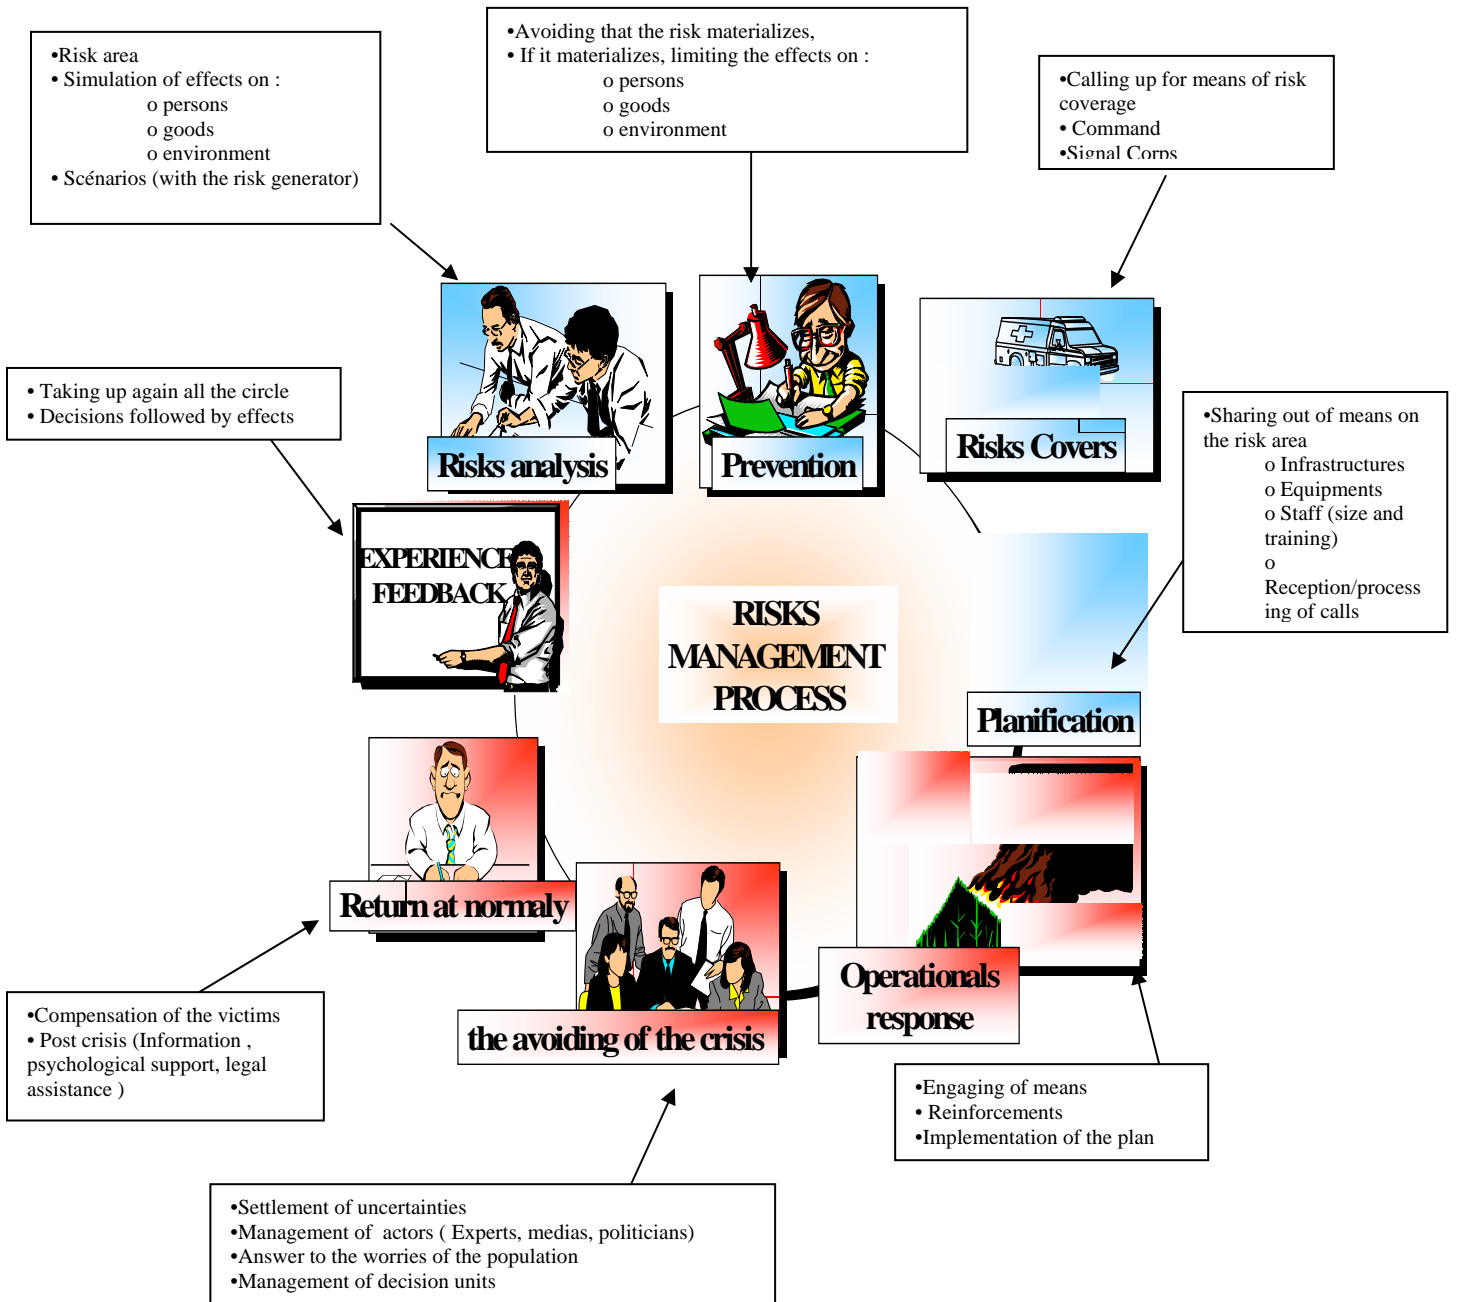 •Risk area
• Simulation of effects on :
o persons
o goods
o environment
• Scénarios (with the risk generator)
•Avoiding that the risk materializes,
• If it materializes, limiting the effects on :
o persons
o goods
o environment
•Calling up for means of risk
coverage
• Command
•Signal Corps
• Taking up again all the circle
• Decisions followed by effects
Risks analysis
Prevention
Risks Covers
•Sharing out of means on
the risk area
o Infrastructures
o Equipments
o Staff (size and
training)
o
Reception/process
ing of calls
EXPERIENCE
FEEDBACK
RISKS
MANAGEMENT
PROCESS
Planification
Return at normaly
the avoiding of the crisis
Operationals
response
•Compensation of the victims
• Post crisis (Information ,
psychological support, legal
assistance )
•Engaging of means
• Reinforcements
•Implementation of the plan
•Settlement of uncertainties
•Management of  actors ( Experts, medias, politicians)
•Answer to the worries of the population
•Management of decision units